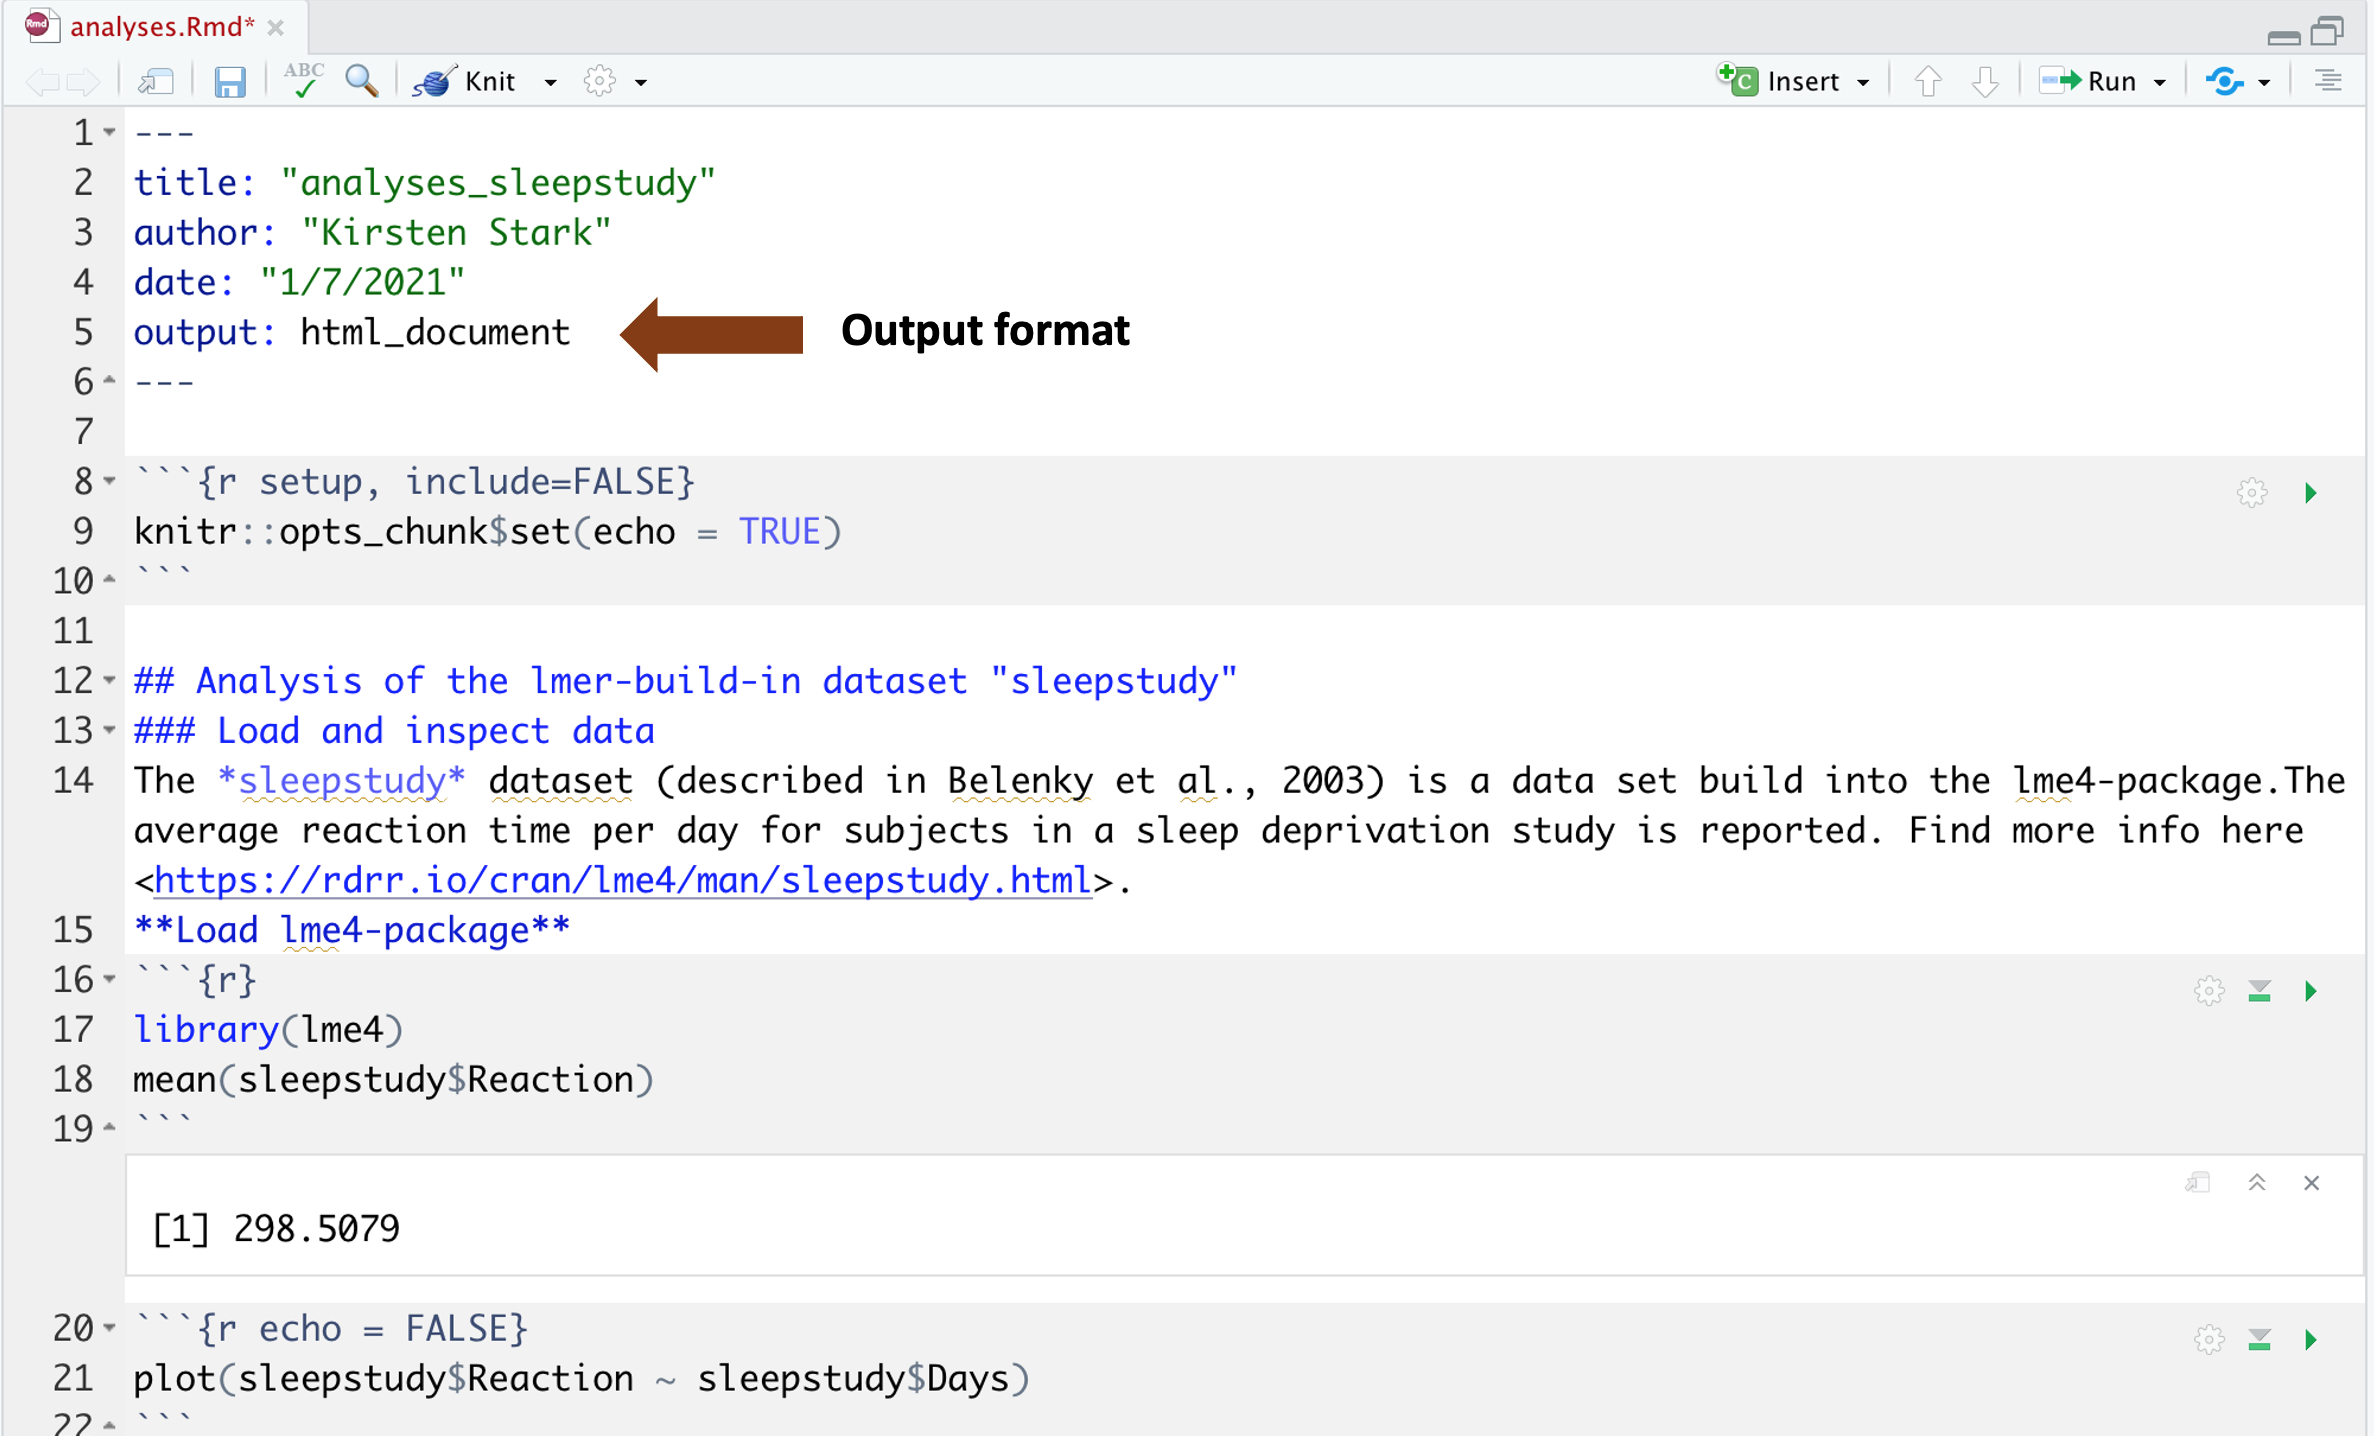 analyses.Rmd*
ABC Knit Insert Run
1 ---
2 title: "analyses_sleepstudy"
3 author: "Kirsten Stark"
4 date: "1/7/2021"
5 output: html_document Output format
6 ---
7
8 ```{r setup, include=FALSE}
9 knitr::opts_chunk$set(echo = TRUE)
10 ```
11
12 ## Analysis of the lmer-build-in dataset "sleepstudy"
13 ### Load and inspect data
14 The *sleepstudy* dataset (described in Belenky et al., 2003) is a data set build into the lme4-package.The
average reaction time per day for subjects in a sleep deprivation study is reported. Find more info here
<https://rdrr.io/cran/lme4/man/sleepstudy.html>.
15 **Load lme4-package**
16 ```{r}
17 library(lme4)
18 mean(sleepstudy$Reaction)
19 ```
[1] 298.5079
20 ```{r echo = FALSE}
21 plot(sleepstudy$Reaction ~ sleepstudy$Days)
22 ```